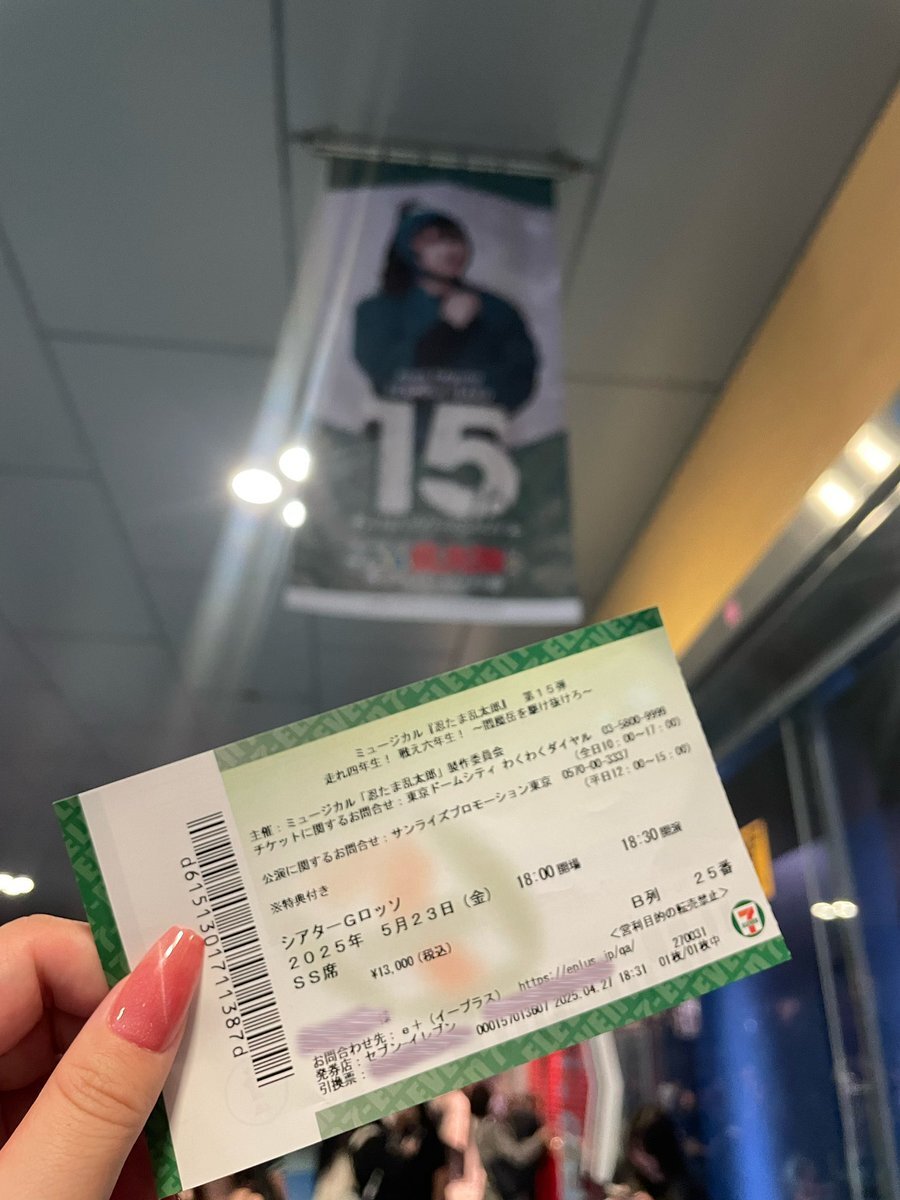 15
ミュージカル『忍たま乱太郎』 第15弾
走れ四年生! 戦え六年生! ~悶鬘岳を駆け抜けろ~
主催:ミュージカル「忍たま乱太郎」製作委員会
チケットに関するお問合せ:東京ドームシティ わくわくダイヤル 03-5800-9999
(全日10:00~17:00)
公演に関するお問合せ:サンライズプロモーション東京 0570-00-3337
(平日12:00~15:00)
※特典付き
シアターGロッソ 18:00開場 18:30開演
2025年 5月23日(金)
SS席 ¥13,000(税込) B列 25番
<営利目的の転売禁止>
お問合わせ先:e+(イープラス) https://eplus.jp/qa/ 270031
発券店:セブン-イレブン 000157013607 2025.04.27 18:31 01枚/01枚中
引換票:
d6151301711387d
7-ELEVEN